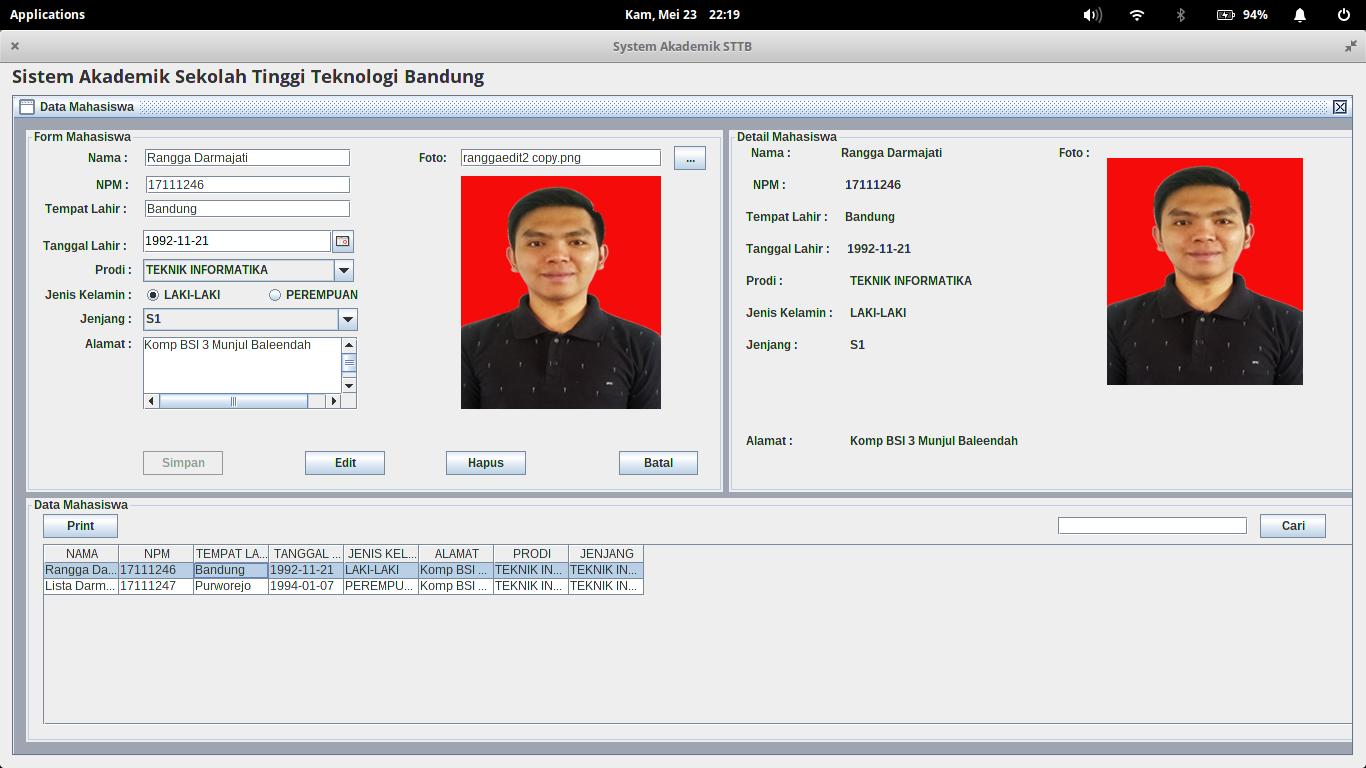 Applications Kam, Mei 23 22:19 94%
System Akademik STTB
Sistem Akademik Sekolah Tinggi Teknologi Bandung
Data Mahasiswa
Form Mahasiswa
Nama : Rangga Darmajati
NPM : 17111246
Tempat Lahir : Bandung
Tanggal Lahir : 1992-11-21
Prodi : TEKNIK INFORMATIKA
Jenis Kelamin : LAKI-LAKI PEREMPUAN
Jenjang : S1
Alamat : Komp BSI 3 Munjul Baleendah
Foto: ranggaedit2 copy.png ...
Simpan Edit Hapus Batal
Detail Mahasiswa
Nama : Rangga Darmajati
NPM : 17111246
Tempat Lahir : Bandung
Tanggal Lahir : 1992-11-21
Prodi : TEKNIK INFORMATIKA
Jenis Kelamin : LAKI-LAKI
Jenjang : S1
Alamat : Komp BSI 3 Munjul Baleendah
Foto :
Data Mahasiswa
Print Cari
NAMA NPM TEMPAT LA... TANGGAL ... JENIS KEL... ALAMAT PRODI JENJANG
Rangga Da... 17111246 Bandung 1992-11-21 LAKI-LAKI Komp BSI ... TEKNIK IN... TEKNIK IN...
Lista Darm... 17111247 Purworejo 1994-01-07 PEREMPU... Komp BSI ... TEKNIK IN... TEKNIK IN...